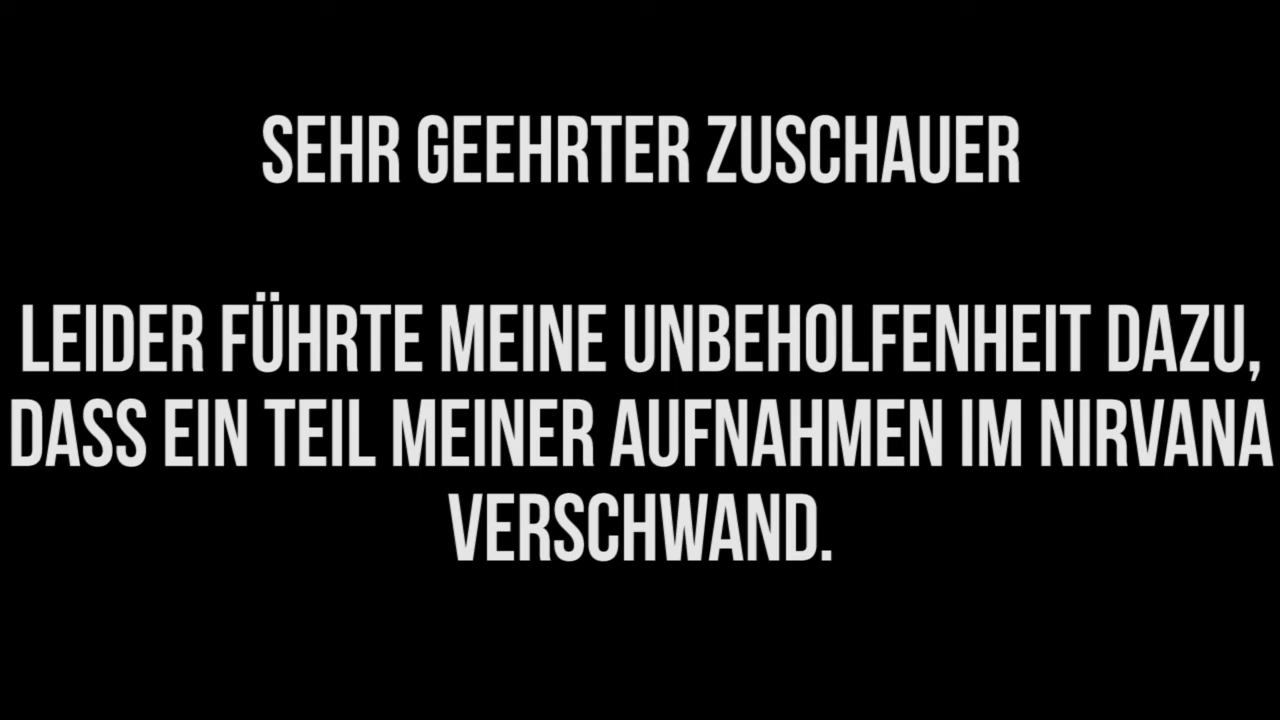 SEHR GEEHRTER ZUSCHAUER
LEIDER FÜHRTE MEINE UNBEHOLFENHEIT DAZU,
DASS EIN TEIL MEINER AUFNAHMEN IM NIRVANA
VERSCHWAND.